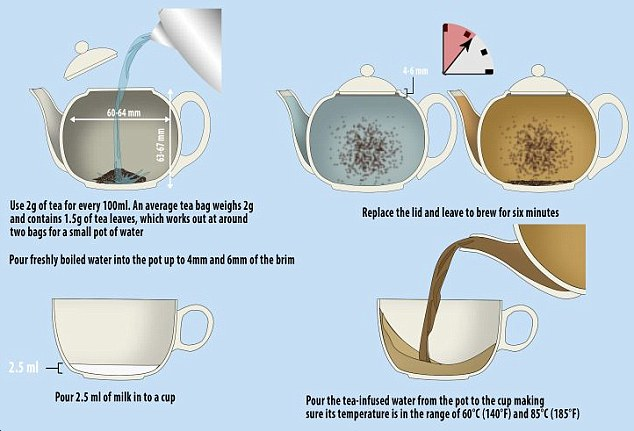 60-64 mm
63-67 mm
4-6 mm
Use 2g of tea for every 100ml. An average tea bag weighs 2g
and contains 1.5g of tea leaves, which works out at around
two bags for a small pot of water
Pour freshly boiled water into the pot up to 4mm and 6mm of the brim
Replace the lid and leave to brew for six minutes
2.5 ml
Pour 2.5 ml of milk in to a cup
Pour the tea-infused water from the pot to the cup making
sure its temperature is in the range of 60°C (140°F) and 85°C (185°F)